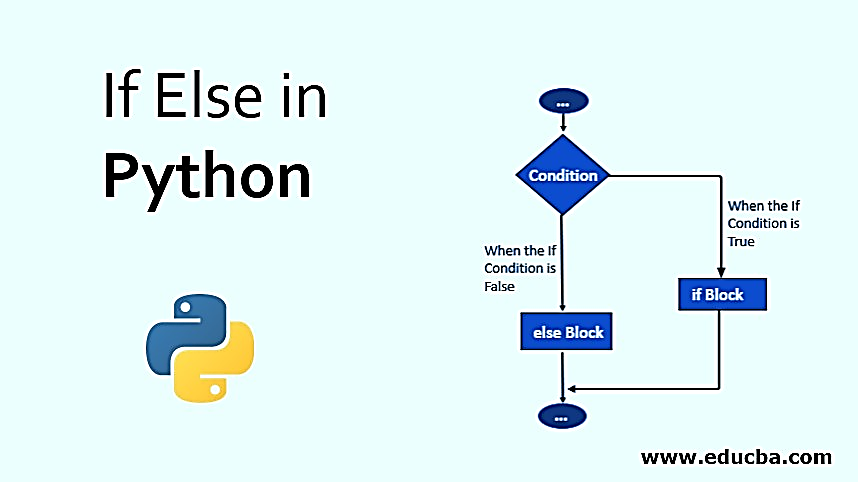 If Else in
Python
...
Condition
When the If
Condition is
True
When the If
Condition is
False
if Block
else Block
...
www.educba.com